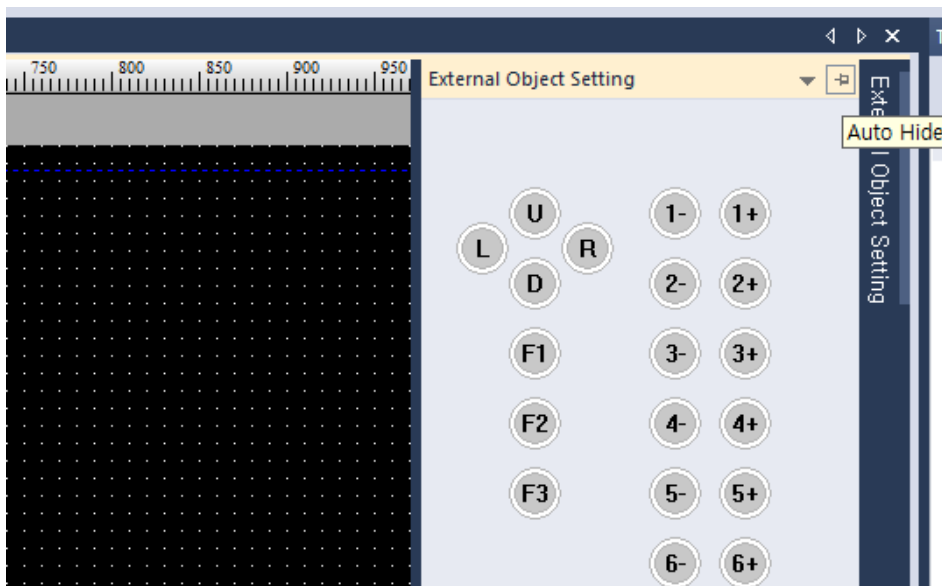 750 800 850 900 950
External Object Setting
Auto Hide
U
L R
D
F1
F2
F3
1- 1+
2- 2+
3- 3+
4- 4+
5- 5+
6- 6+
Object Setting